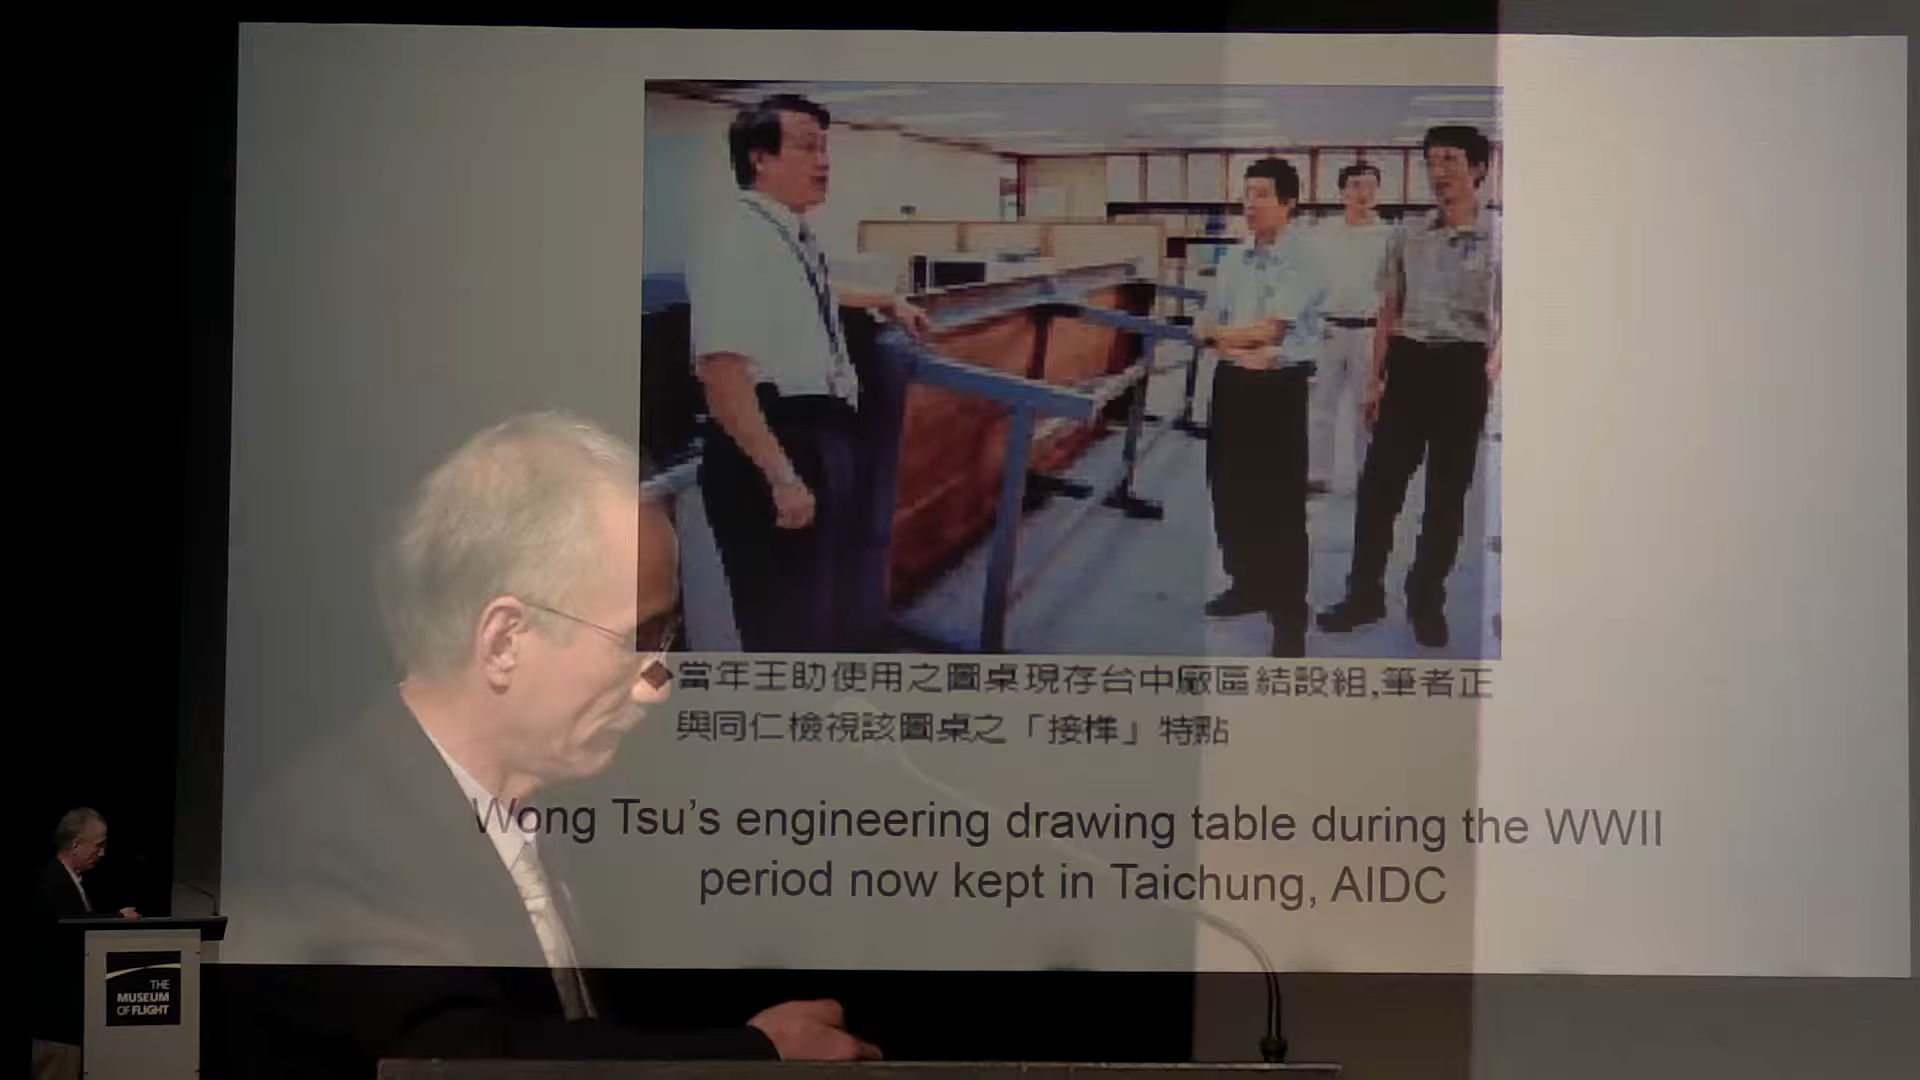 當年王助使用之圖桌現存台中廠區結設組,筆者正
與同仁檢視該圖桌之「接榫」特點
Wong Tsu's engineering drawing table during the WWII
period now kept in Taichung, AIDC
THE
MUSEUM
OF FLIGHT